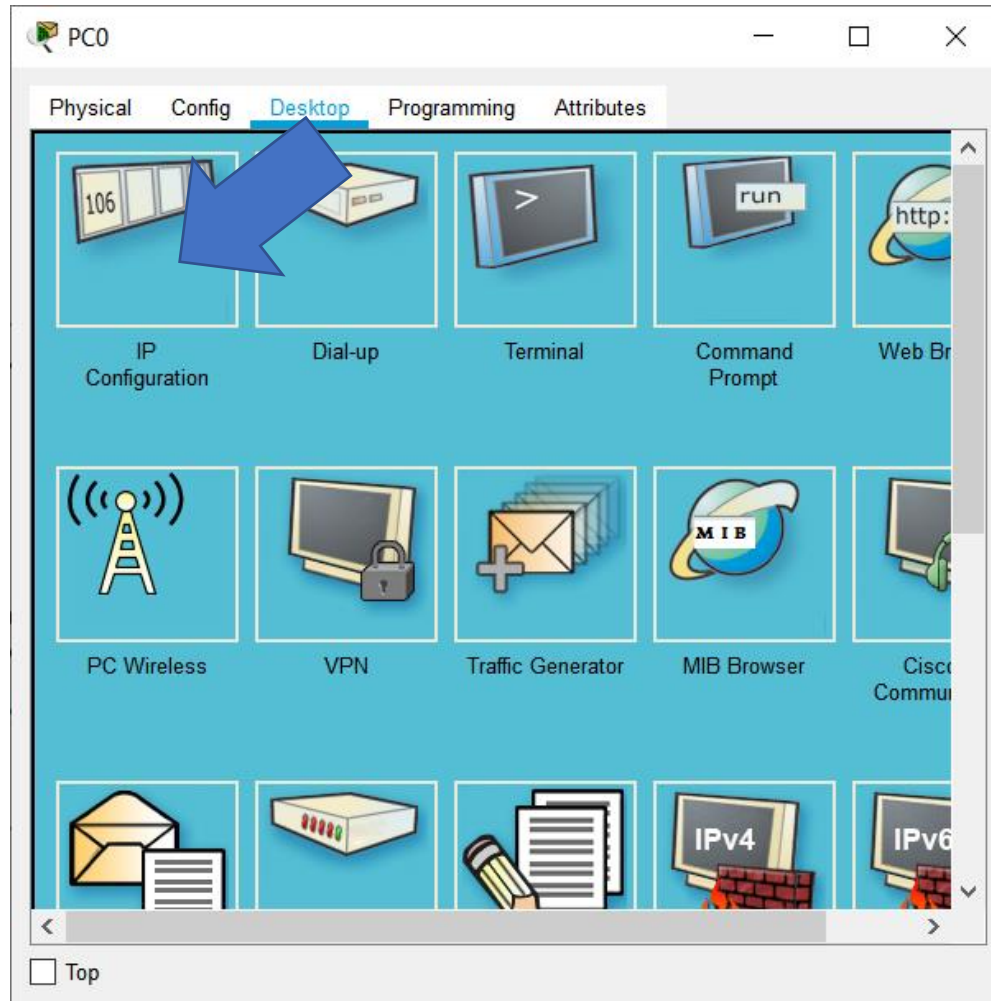 PC0
Physical Config Desktop Programming Attributes
106
>
run
http:
IP
Configuration
Dial-up
Terminal
Command
Prompt
Web Br
MIB
PC Wireless
VPN
Traffic Generator
MIB Browser
Cisco
Commu
IPv4
IPv6
Top